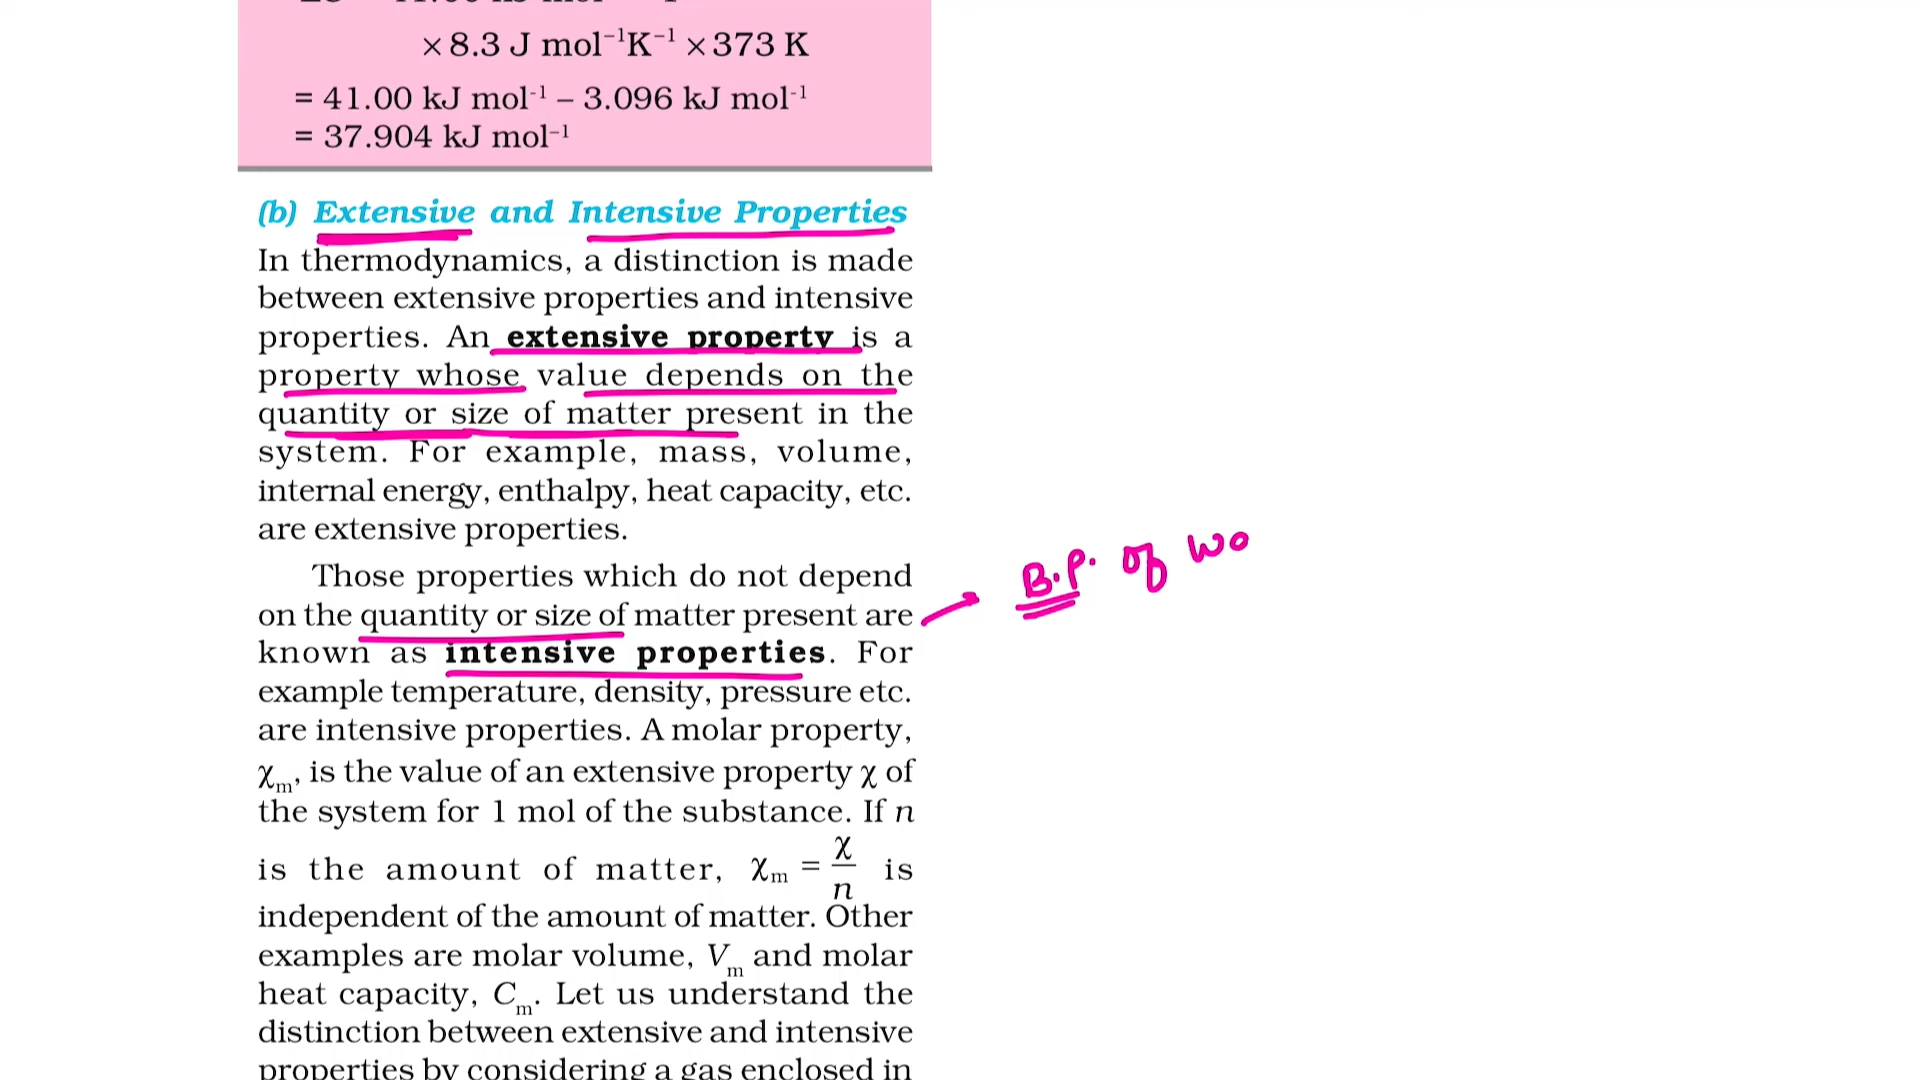 × 8.3 J mol⁻¹K⁻¹ × 373 K
= 41.00 kJ mol⁻¹ – 3.096 kJ mol⁻¹
= 37.904 kJ mol⁻¹
(b) Extensive and Intensive Properties
In thermodynamics, a distinction is made
between extensive properties and intensive
properties. An extensive property is a
property whose value depends on the
quantity or size of matter present in the
system. For example, mass, volume,
internal energy, enthalpy, heat capacity, etc.
are extensive properties.
Those properties which do not depend
on the quantity or size of matter present are
known as intensive properties. For
example temperature, density, pressure etc.
are intensive properties. A molar property,
χₘ, is the value of an extensive property χ of
the system for 1 mol of the substance. If n
is the amount of matter, χₘ = χ/n is
independent of the amount of matter. Other
examples are molar volume, Vₘ and molar
heat capacity, Cₘ. Let us understand the
distinction between extensive and intensive
properties by considering a gas enclosed in
B.P. of wo